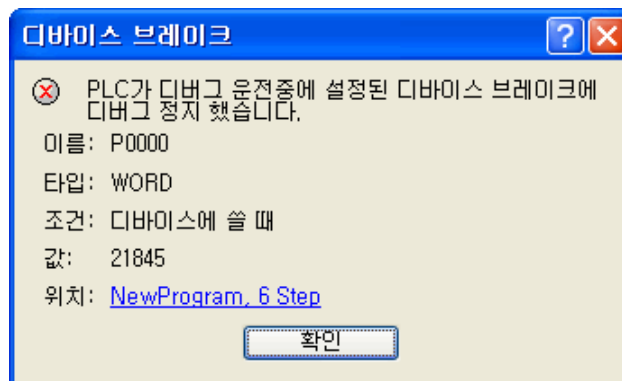 디바이스 브레이크
PLC가 디버그 운전중에 설정된 디바이스 브레이크에
디버그 정지 했습니다.
이름: P0000
타입: WORD
조건: 디바이스에 쓸 때
값: 21845
위치: NewProgram, 6 Step
확인